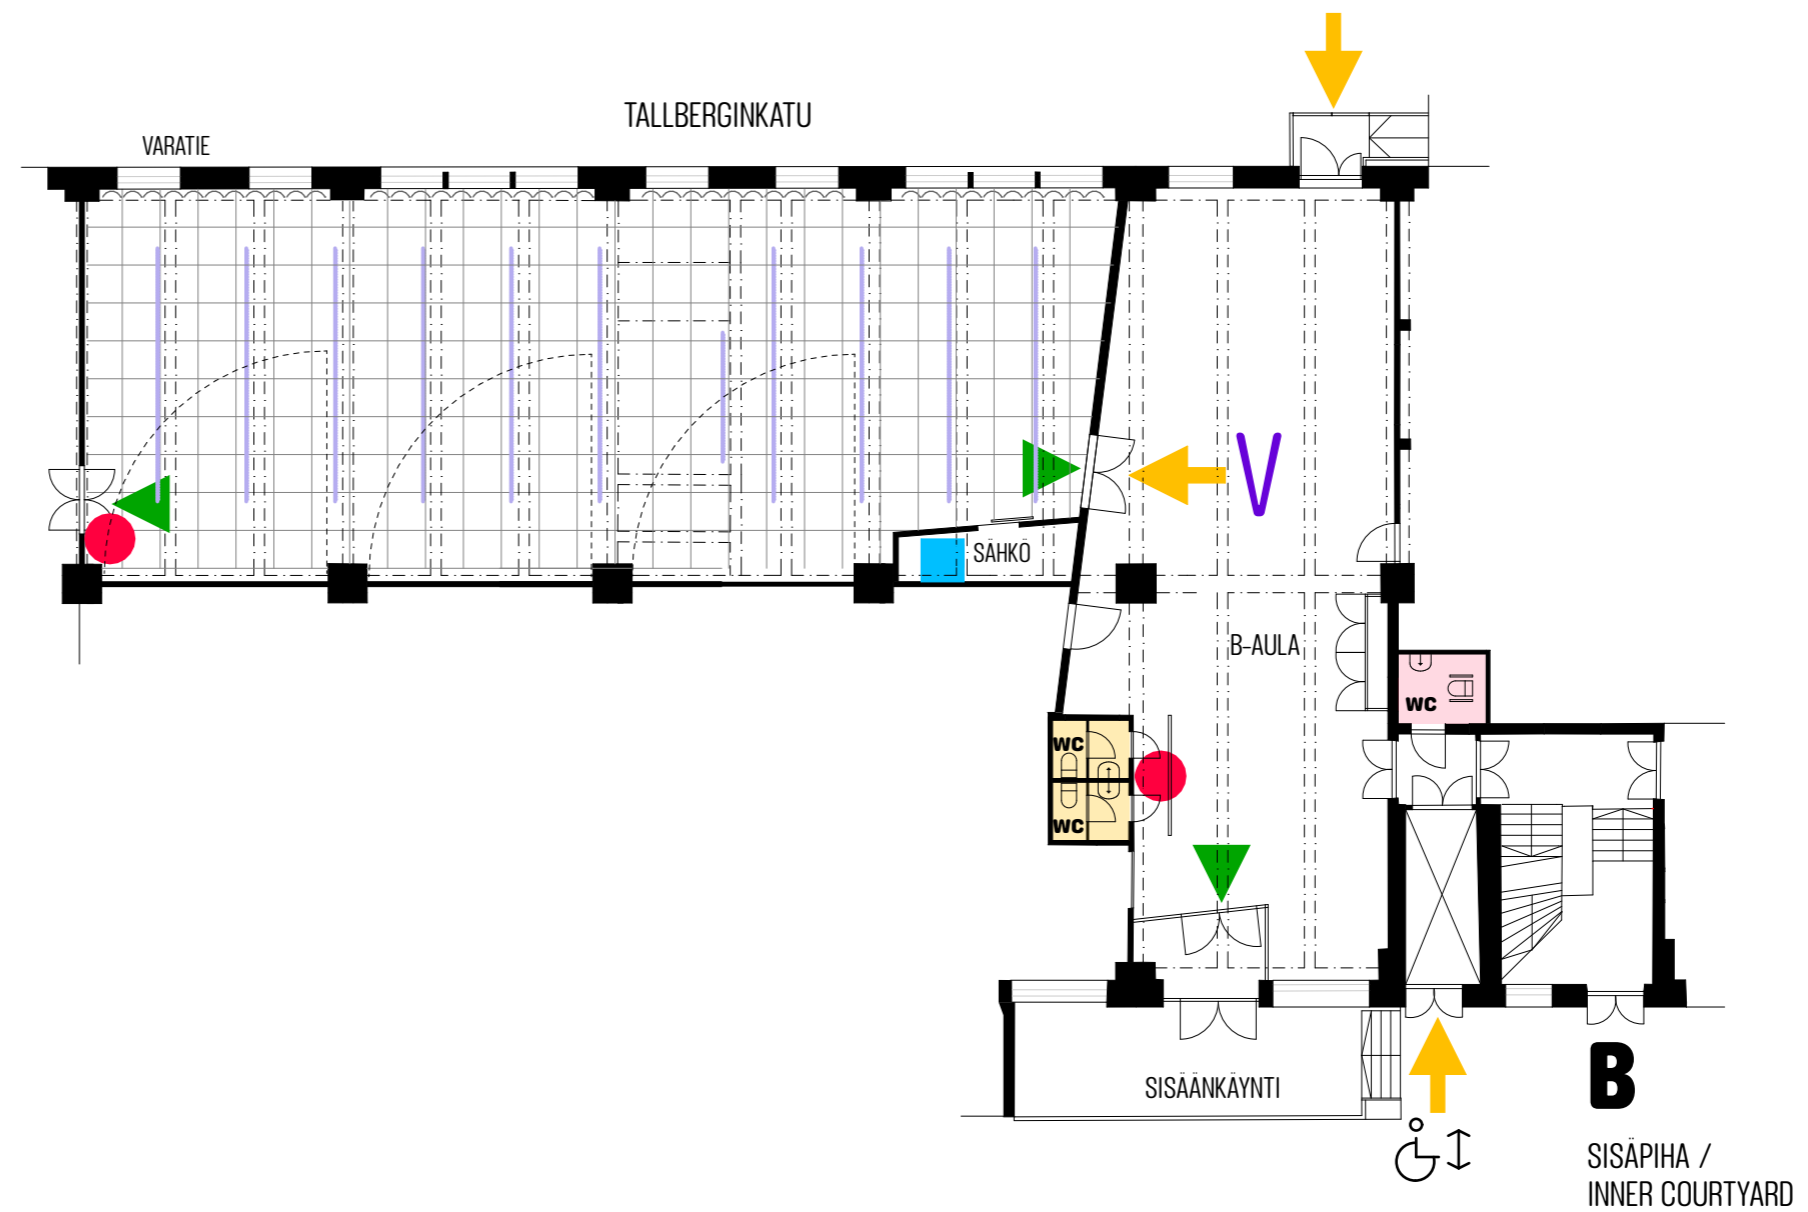 TALLBERGINKATU
VARATIE
V
SÄHKÖ
B-AULA
WC
WC
WC
SISÄÄNKÄYNTI
B
SISÄPIHA /
INNER COURTYARD